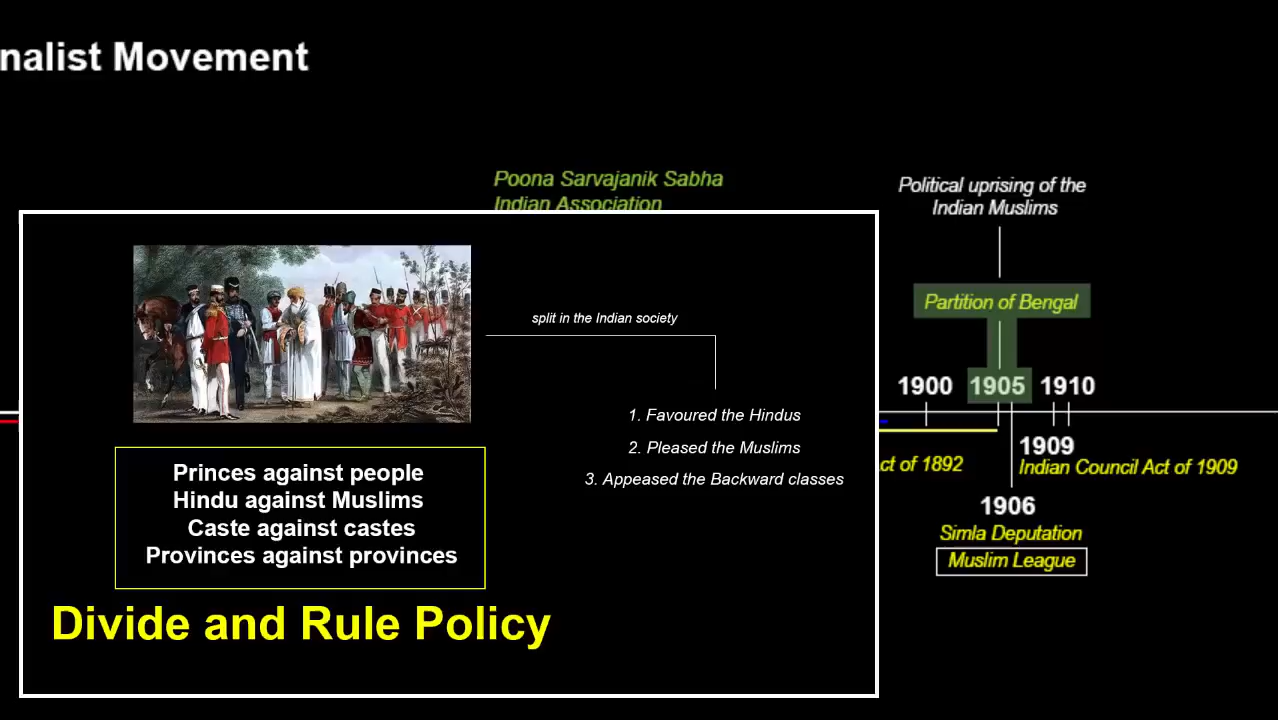 nalist Movement
Poona Sarvajanik Sabha
Indian Association
split in the Indian society
1. Favoured the Hindus
2. Pleased the Muslims
3. Appeased the Backward classes
Princes against people
Hindu against Muslims
Caste against castes
Provinces against provinces
Divide and Rule Policy
Political uprising of the
Indian Muslims
Partition of Bengal
1900 1905 1910
ct of 1892
1909
Indian Council Act of 1909
1906
Simla Deputation
Muslim League